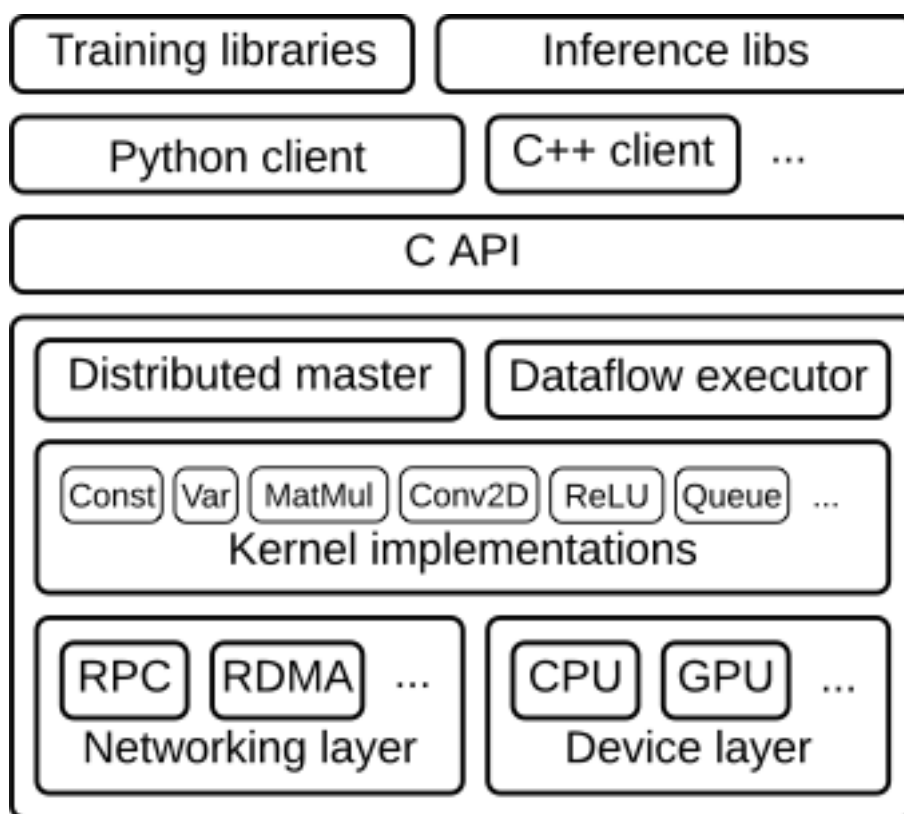 Training libraries
Inference libs
Python client
C++ client
...
C API
Distributed master
Dataflow executor
Const
Var
MatMul
Conv2D
ReLU
Queue
...
Kernel implementations
RPC
RDMA
...
Networking layer
CPU
GPU
...
Device layer